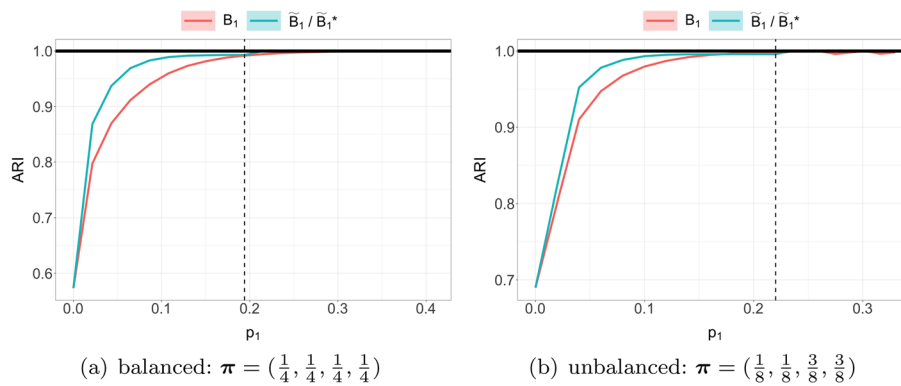 B₁ B̃₁ / B̃₁*
1.0
0.9
0.8
0.7
0.6
ARI
0.0 0.1 0.2 0.3 0.4
p₁
(a) balanced: π = (1/4, 1/4, 1/4, 1/4)
B₁ B̃₁ / B̃₁*
1.0
0.9
0.8
0.7
ARI
0.0 0.1 0.2 0.3
p₁
(b) unbalanced: π = (1/8, 1/8, 3/8, 3/8)